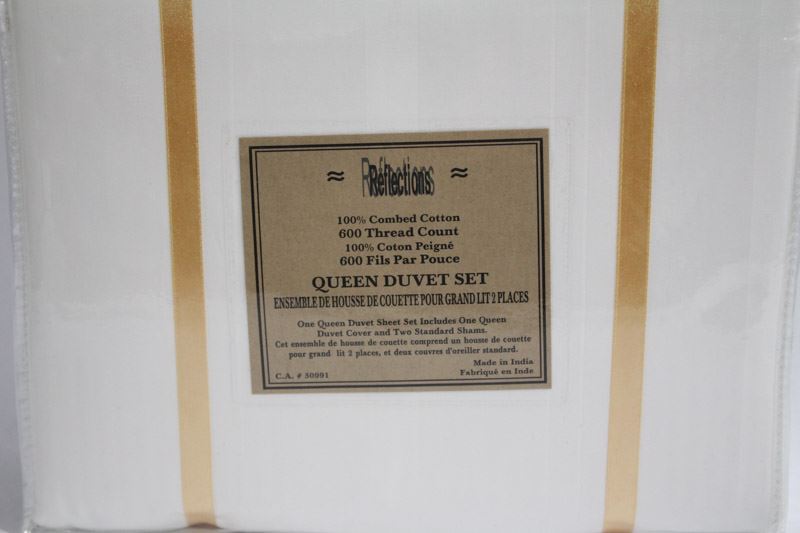 ≈ Réflections ≈
100% Combed Cotton
600 Thread Count
100% Coton Peigné
600 Fils Par Pouce
QUEEN DUVET SET
ENSEMBLE DE HOUSSE DE COUETTE POUR GRAND LIT 2 PLACES
One Queen Duvet Sheet Set Includes One Queen
Duvet Cover and Two Standard Shams.
Cet ensemble de housse de couette comprend un housse de couette
pour grand lit 2 places, et deux couvres d'oreiller standard.
Made in India
C.A. # 30991 Fabriqué en Inde